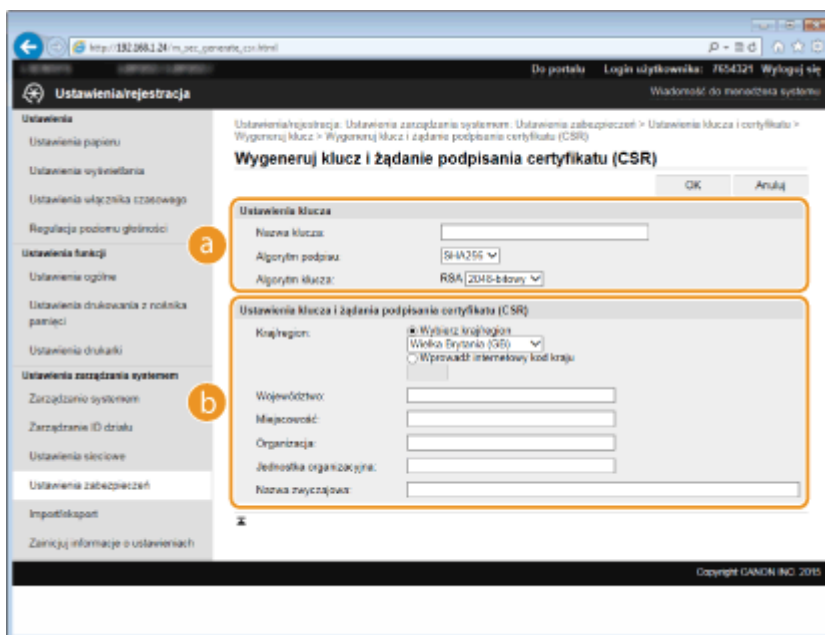 http://192.168.1.24/m_sec_generate_csr.html
Do portalu Login użytkownika: 7654321 Wyloguj się
Ustawienia/rejestracja
Wiadomość do menedżera systemu
Ustawienia
Ustawienia papieru
Ustawienia wyświetlania
Ustawienia włącznika czasowego
Regulacja poziomu głośności
Ustawienia funkcji
Ustawienia ogólne
Ustawienia drukowania z nośnika
pamięci
Ustawienia drukarki
Ustawienia zarządzania systemem
Zarządzanie systemem
Zarządzanie ID działu
Ustawienia sieciowe
Ustawienia zabezpieczeń
Import/eksport
Zainicjuj informacje o ustawieniach
Ustawienia/rejestracja: Ustawienia zarządzania systemem: Ustawienia zabezpieczeń > Ustawienia klucza i certyfikatu >
Wygeneruj klucz > Wygeneruj klucz i żądanie podpisania certyfikatu (CSR)
Wygeneruj klucz i żądanie podpisania certyfikatu (CSR)
OK Anuluj
a
Ustawienia klucza
Nazwa klucza:
Algorytm podpisu: SHA256
Algorytm klucza: RSA 2048-bitowy
b
Ustawienia klucza i żądania podpisania certyfikatu (CSR)
Kraj/region: Wybierz kraj/region
Wielka Brytania (GB)
Wprowadź internetowy kod kraju
Województwo:
Miejscowość:
Organizacja:
Jednostka organizacyjna:
Nazwa zwyczajowa:
Copyright CANON INC. 2015